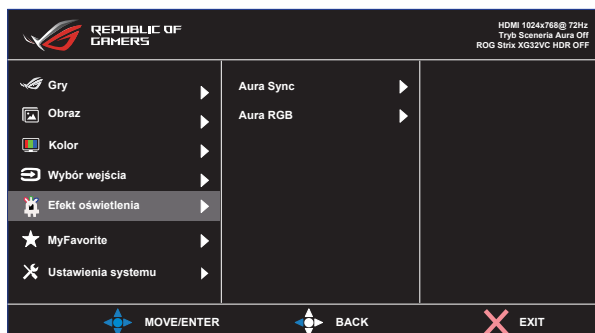 REPUBLIC OF
GAMERS
HDMI 1024x768@ 72Hz
Tryb Sceneria Aura Off
ROG Strix XG32VC HDR OFF
Gry
Obraz
Kolor
Wybór wejścia
Efekt oświetlenia
MyFavorite
Ustawienia systemu
Aura Sync
Aura RGB
MOVE/ENTER
BACK
EXIT